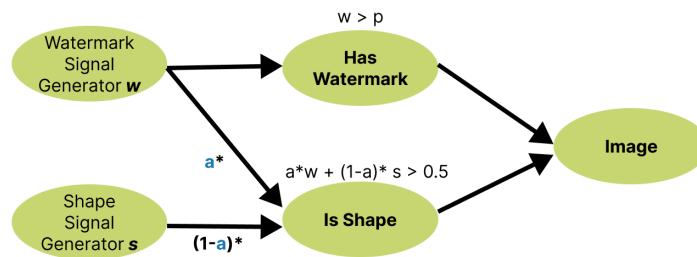 w > p
Watermark
Signal
Generator w
Has
Watermark
Image
a*
a*w + (1-a)* s > 0.5
Shape
Signal
Generator s
(1-a)*
Is Shape